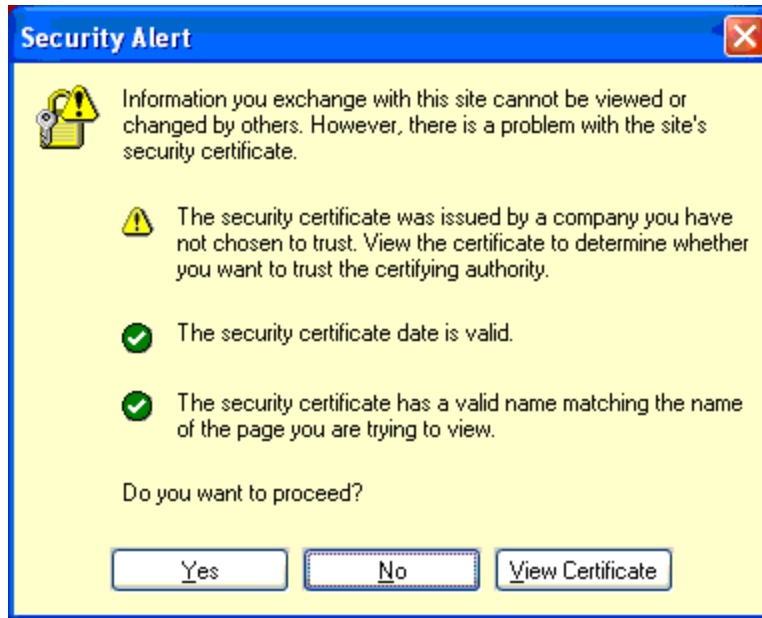 Security Alert
Information you exchange with this site cannot be viewed or
changed by others. However, there is a problem with the site's
security certificate.
The security certificate was issued by a company you have
not chosen to trust. View the certificate to determine whether
you want to trust the certifying authority.
The security certificate date is valid.
The security certificate has a valid name matching the name
of the page you are trying to view.
Do you want to proceed?
Yes No View Certificate